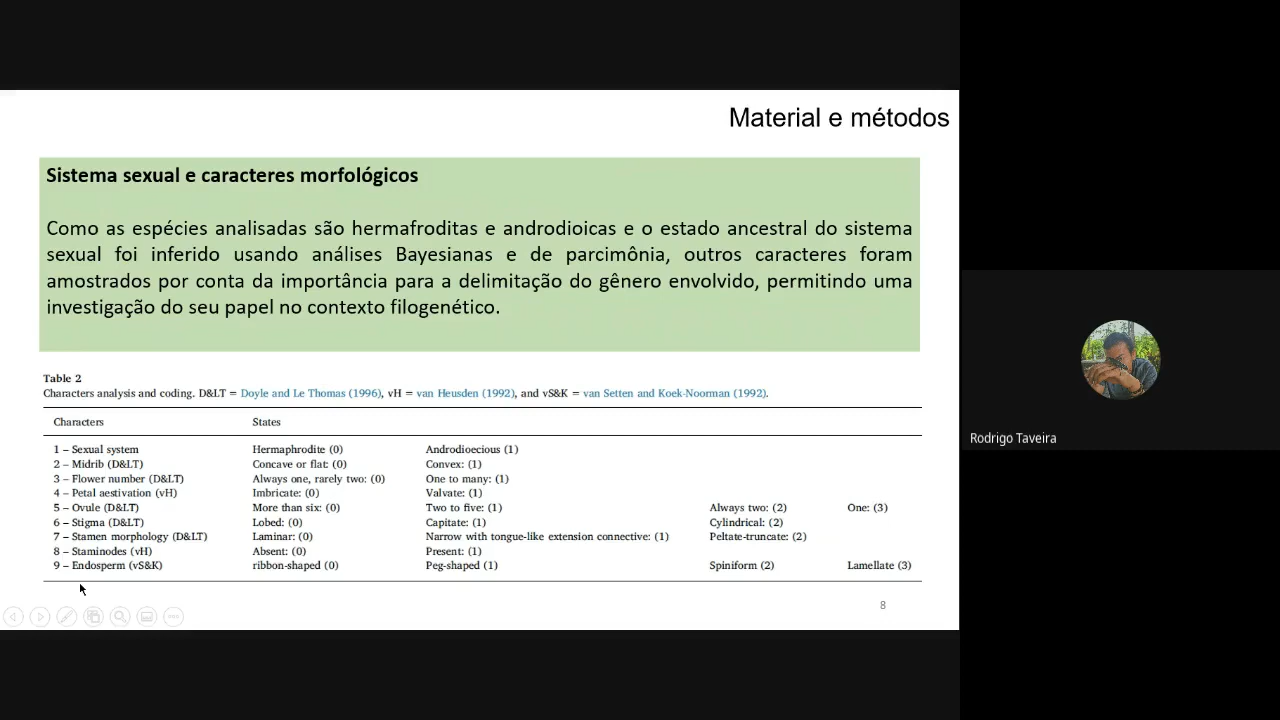 Material e métodos
Sistema sexual e caracteres morfológicos
Como as espécies analisadas são hermafroditas e androdioicas e o estado ancestral do sistema
sexual foi inferido usando análises Bayesianas e de parcimônia, outros caracteres foram
amostrados por conta da importância para a delimitação do gênero envolvido, permitindo uma
investigação do seu papel no contexto filogenético.
Table 2
Characters analysis and coding. D&LT = Doyle and Le Thomas (1996), vH = van Heusden (1992), and vS&K = van Setten and Koek-Noorman (1992).
Characters States
1 – Sexual system Hermaphrodite (0) Androdioecious (1)
2 – Midrib (D&LT) Concave or flat: (0) Convex: (1)
3 – Flower number (D&LT) Always one, rarely two: (0) One to many: (1)
4 – Petal aestivation (vH) Imbricate: (0) Valvate: (1)
5 – Ovule (D&LT) More than six: (0) Two to five: (1) Always two: (2) One: (3)
6 – Stigma (D&LT) Lobed: (0) Capitate: (1) Cylindrical: (2)
7 – Stamen morphology (D&LT) Laminar: (0) Narrow with tongue-like extension connective: (1) Peltate-truncate: (2)
8 – Staminodes (vH) Absent: (0) Present: (1)
9 – Endosperm (vS&K) ribbon-shaped (0) Peg-shaped (1) Spiniform (2) Lamellate (3)
8
Rodrigo Taveira